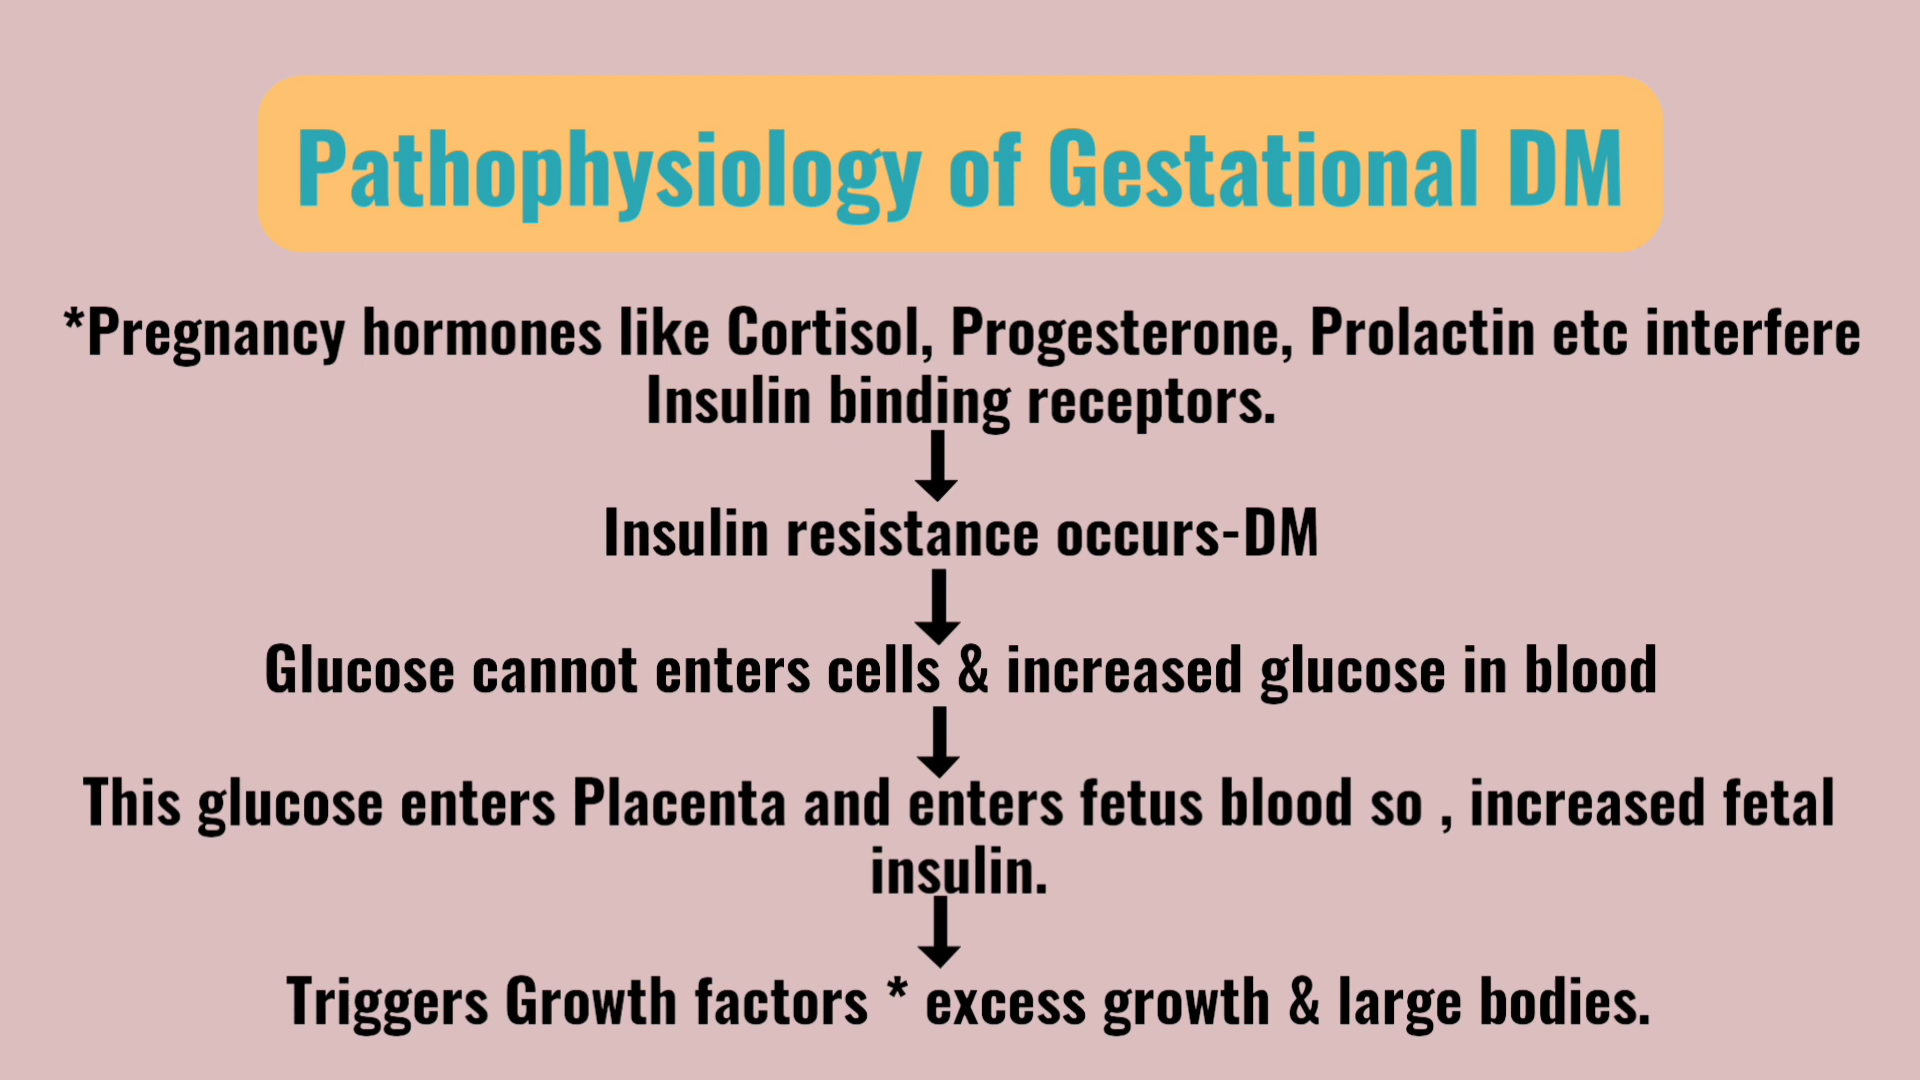 Pathophysiology of Gestational DM
*Pregnancy hormones like Cortisol, Progesterone, Prolactin etc interfere
Insulin binding receptors.
Insulin resistance occurs-DM
Glucose cannot enters cells & increased glucose in blood
This glucose enters Placenta and enters fetus blood so , increased fetal
insulin.
Triggers Growth factors * excess growth & large bodies.